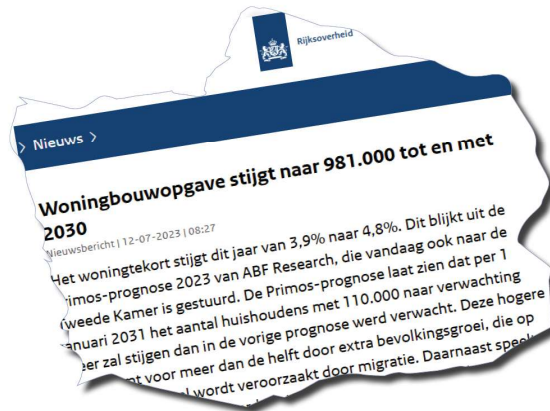 Rijksoverheid
> Nieuws >
Woningbouwopgave stijgt naar 981.000 tot en met
2030
Nieuwsbericht | 12-07-2023 | 08:27
Het woningtekort stijgt dit jaar van 3,9% naar 4,8%. Dit blijkt uit de
Primos-prognose 2023 van ABF Research, die vandaag ook naar de
Tweede Kamer is gestuurd. De Primos-prognose laat zien dat per 1
januari 2031 het aantal huishoudens met 110.000 naar verwachting
meer zal stijgen dan in de vorige prognose werd verwacht. Deze hogere
voor meer dan de helft door extra bevolkingsgroei, die op
wordt veroorzaakt door migratie. Daarnaast